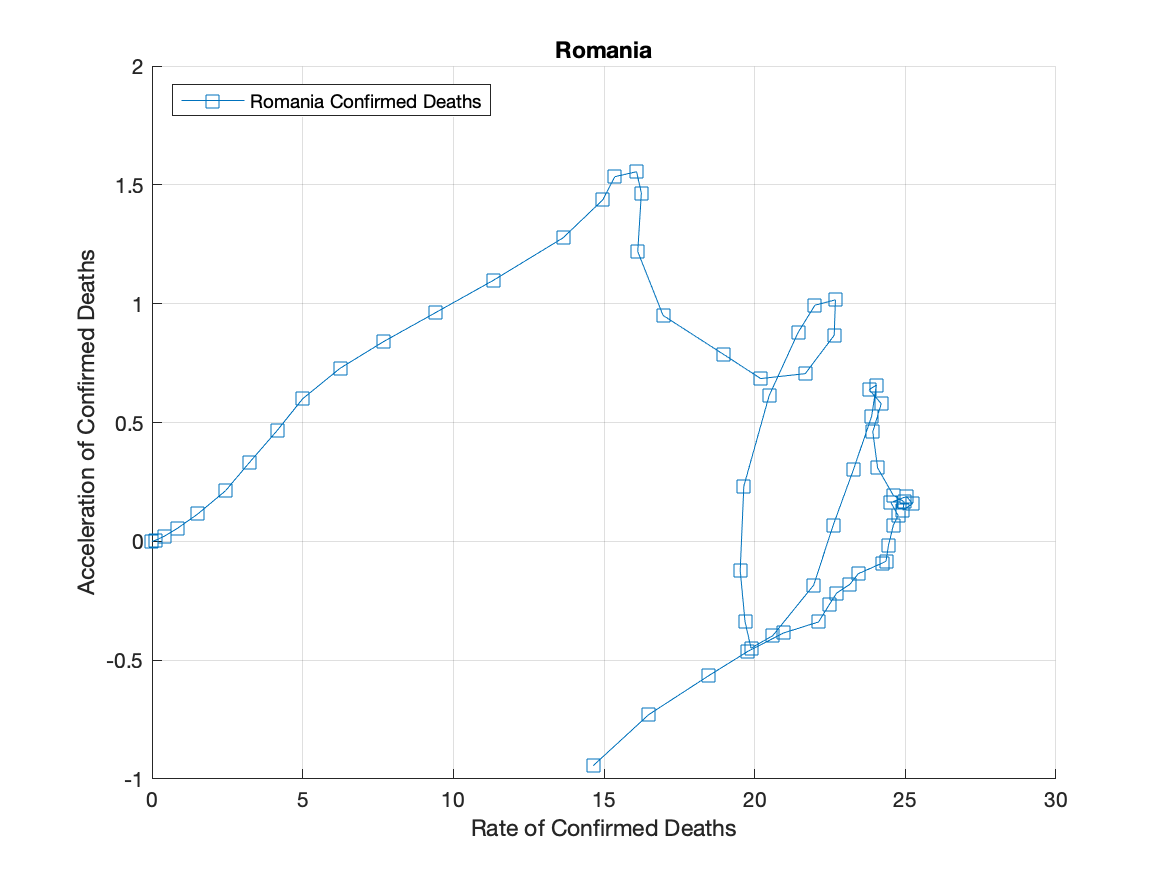 Romania
Romania Confirmed Deaths
2
1.5
1
0.5
0
-0.5
-1
Acceleration of Confirmed Deaths
0 5 10 15 20 25 30
Rate of Confirmed Deaths